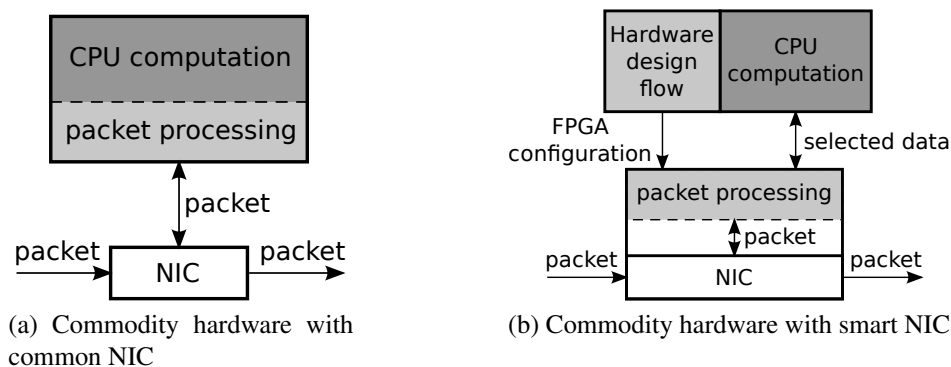 CPU computation
packet processing
packet
packet
NIC
packet
(a) Commodity hardware with
common NIC
Hardware
design
flow
CPU
computation
FPGA
configuration
selected data
packet processing
packet
packet
NIC
packet
(b) Commodity hardware with smart NIC